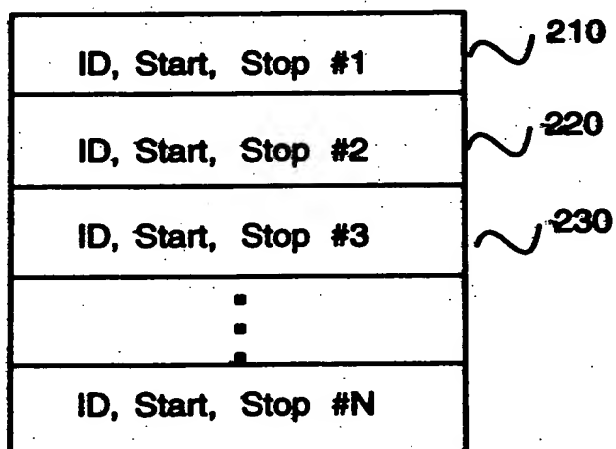 ID, Start, Stop #1
210
ID, Start, Stop #2
220
ID, Start, Stop #3
230
ID, Start, Stop #N